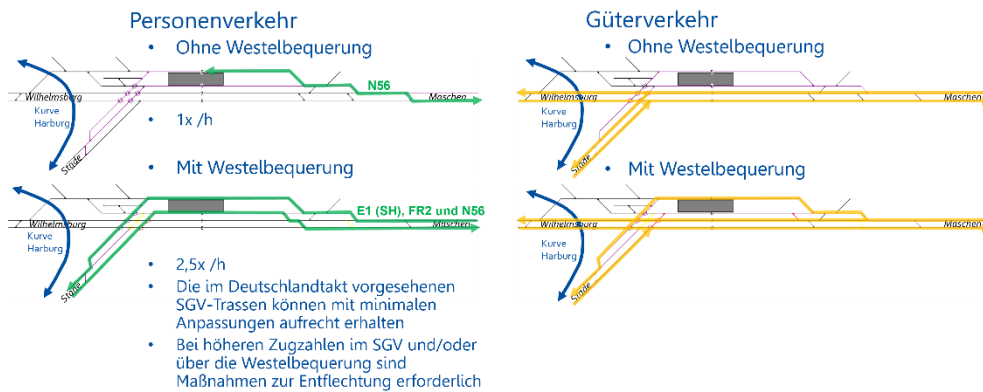 Personenverkehr
• Ohne Westelbequerung
N56
Wilhelmsburg
Maschen
Kurve
Harburg
Stade
• 1x /h
• Mit Westelbequerung
E1 (SH), FR2 und N56
Wilhelmsburg
Maschen
Kurve
Harburg
Stade
• 2,5x /h
• Die im Deutschlandtakt vorgesehenen
SGV-Trassen können mit minimalen
Anpassungen aufrecht erhalten
• Bei höheren Zugzahlen im SGV und/oder
über die Westelbequerung sind
Maßnahmen zur Entflechtung erforderlich
Güterverkehr
• Ohne Westelbequerung
Wilhelmsburg
Maschen
Kurve
Harburg
Stade
• Mit Westelbequerung
Wilhelmsburg
Maschen
Kurve
Harburg
Stade